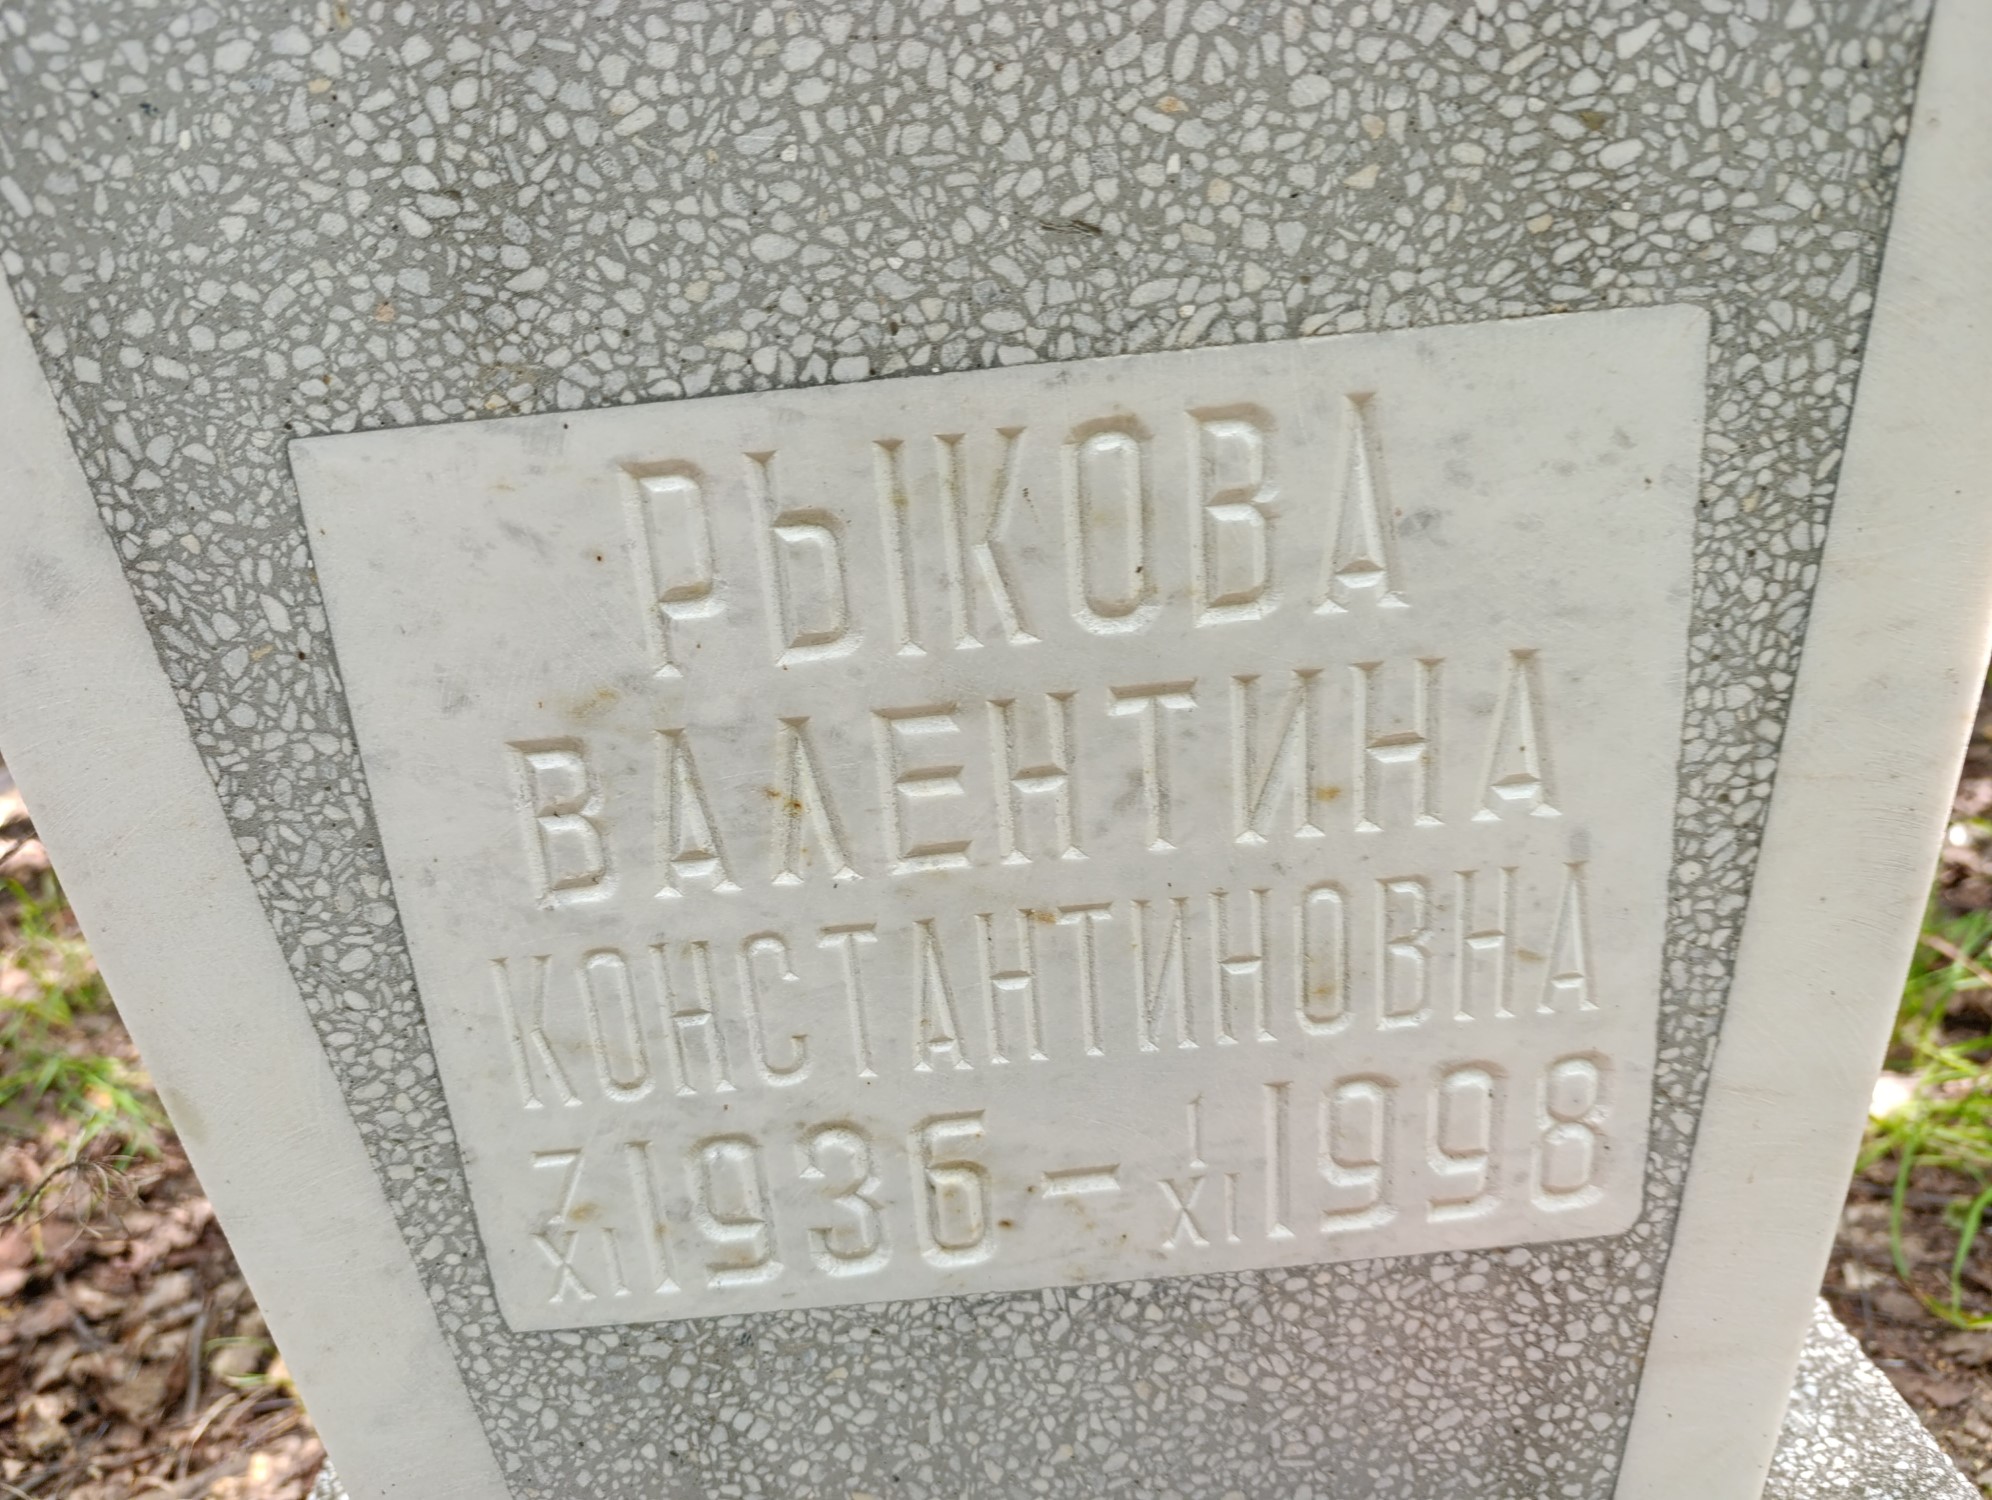 РЫКОВА
ВАЛЕНТИНА
КОНСТАНТИНОВНА
7/XI 1936 — 1/XI 1998